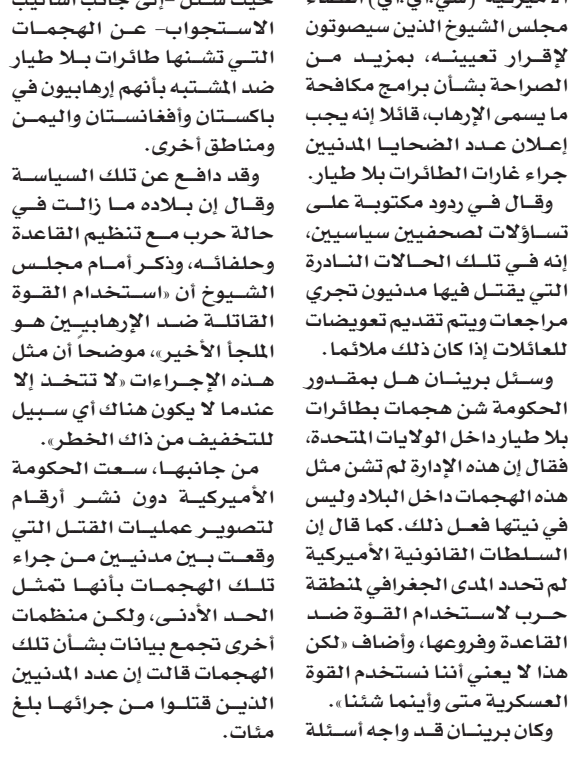 الأميركية (سي.آي.أي) أعضاء
مجلس الشيوخ الذين سيصوتون
لإقرار تعيينه، بمزيد من
الصراحة بشأن برامج مكافحة
ما يسمى الإرهاب، قائلا إنه يجب
إعلان عدد الضحايا المدنيين
جراء غارات الطائرات بلا طيار.
وقال في ردود مكتوبة على
تساؤلات لصحفيين سياسيين،
إنه في تلك الحالات النادرة
التي يقتل فيها مدنيون تجري
مراجعات ويتم تقديم تعويضات
للعائلات إذا كان ذلك ملائما.
وسئل برينان هل بمقدور
الحكومة شن هجمات بطائرات
بلا طيار داخل الولايات المتحدة،
فقال إن هذه الإدارة لم تشن مثل
هذه الهجمات داخل البلاد وليس
في نيتها فعل ذلك. كما قال إن
السلطات القانونية الأميركية
لم تحدد المدى الجغرافي لمنطقة
حرب لاستخدام القوة ضد
القاعدة وفروعها، وأضاف «لكن
هذا لا يعني أننا نستخدم القوة
العسكرية متى وأينما شئنا».
وكان برينان قد واجه أسئلة
حيث سئل -إلى جانب أساليب
الاستجواب- عن الهجمات
التي تشنها طائرات بلا طيار
ضد المشتبه بأنهم إرهابيون في
باكستان وأفغانستان واليمن
ومناطق أخرى.
وقد دافع عن تلك السياسة
وقال إن بلاده ما زالت في
حالة حرب مع تنظيم القاعدة
وحلفائه، وذكر أمام مجلس
الشيوخ أن «استخدام القوة
القاتلة ضد الإرهابيين هو
الملجأ الأخير»، موضحاً أن مثل
هذه الإجراءات «لا تتخذ إلا
عندما لا يكون هناك أي سبيل
للتخفيف من ذاك الخطر».
من جانبها، سعت الحكومة
الأميركية دون نشر أرقام
لتصوير عمليات القتل التي
وقعت بين مدنيين من جراء
تلك الهجمات بأنها تمثل
الحد الأدنى، ولكن منظمات
أخرى تجمع بيانات بشأن تلك
الهجمات قالت إن عدد المدنيين
الذين قتلوا من جرائها بلغ
مئات.